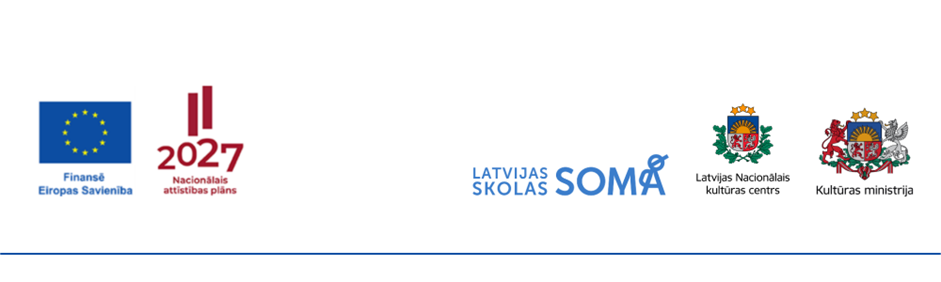 Finansē
Eiropas Savienība
2027
Nacionālais
attīstības plāns
LATVIJAS
SKOLAS SOMA
Latvijas Nacionālais
kultūras centrs
Kultūras ministrija